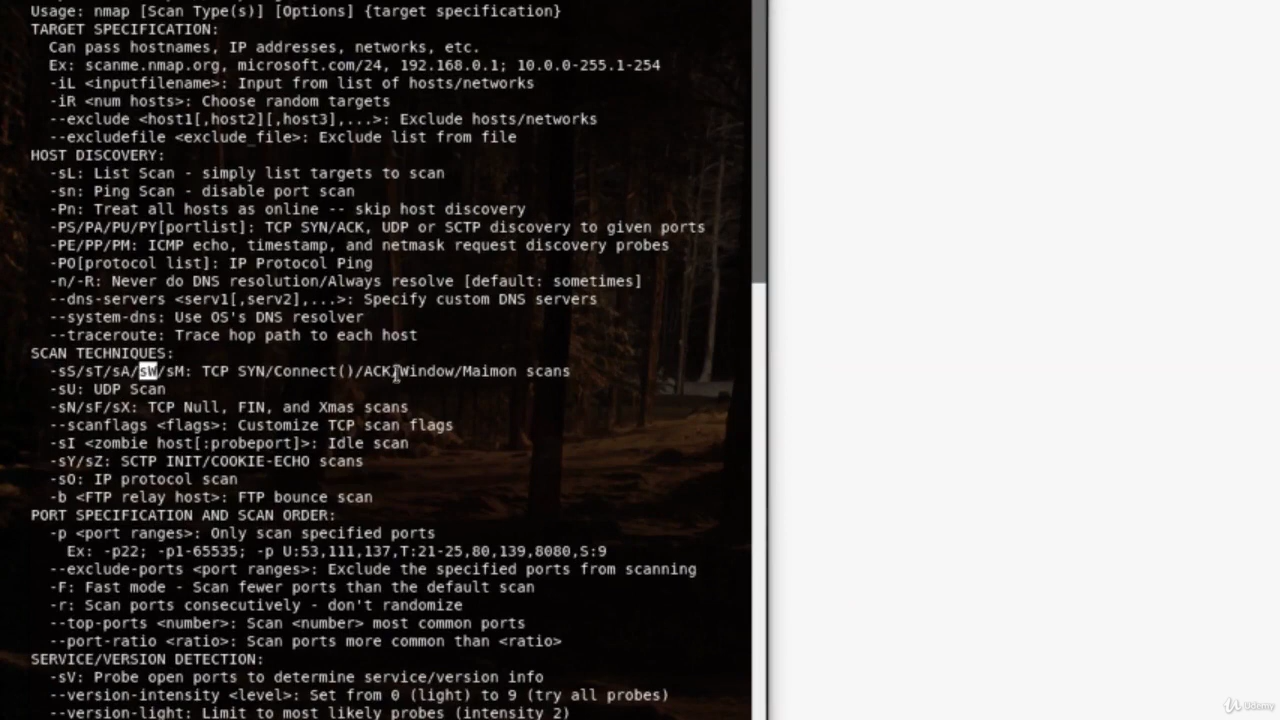 Usage: nmap [Scan Type(s)] [Options] {target specification}
TARGET SPECIFICATION:
  Can pass hostnames, IP addresses, networks, etc.
  Ex: scanme.nmap.org, microsoft.com/24, 192.168.0.1; 10.0.0-255.1-254
  -iL <inputfilename>: Input from list of hosts/networks
  -iR <num hosts>: Choose random targets
  --exclude <host1[,host2][,host3],...>: Exclude hosts/networks
  --excludefile <exclude_file>: Exclude list from file
HOST DISCOVERY:
  -sL: List Scan - simply list targets to scan
  -sn: Ping Scan - disable port scan
  -Pn: Treat all hosts as online -- skip host discovery
  -PS/PA/PU/PY[portlist]: TCP SYN/ACK, UDP or SCTP discovery to given ports
  -PE/PP/PM: ICMP echo, timestamp, and netmask request discovery probes
  -PO[protocol list]: IP Protocol Ping
  -n/-R: Never do DNS resolution/Always resolve [default: sometimes]
  --dns-servers <serv1[,serv2],...>: Specify custom DNS servers
  --system-dns: Use OS's DNS resolver
  --traceroute: Trace hop path to each host
SCAN TECHNIQUES:
  -sS/sT/sA/sW/sM: TCP SYN/Connect()/ACK/Window/Maimon scans
  -sU: UDP Scan
  -sN/sF/sX: TCP Null, FIN, and Xmas scans
  --scanflags <flags>: Customize TCP scan flags
  -sI <zombie host[:probeport]>: Idle scan
  -sY/sZ: SCTP INIT/COOKIE-ECHO scans
  -sO: IP protocol scan
  -b <FTP relay host>: FTP bounce scan
PORT SPECIFICATION AND SCAN ORDER:
  -p <port ranges>: Only scan specified ports
    Ex: -p22; -p1-65535; -p U:53,111,137,T:21-25,80,139,8080,S:9
  --exclude-ports <port ranges>: Exclude the specified ports from scanning
  -F: Fast mode - Scan fewer ports than the default scan
  -r: Scan ports consecutively - don't randomize
  --top-ports <number>: Scan <number> most common ports
  --port-ratio <ratio>: Scan ports more common than <ratio>
SERVICE/VERSION DETECTION:
  -sV: Probe open ports to determine service/version info
  --version-intensity <level>: Set from 0 (light) to 9 (try all probes)
  --version-light: Limit to most likely probes (intensity 2)
Udemy